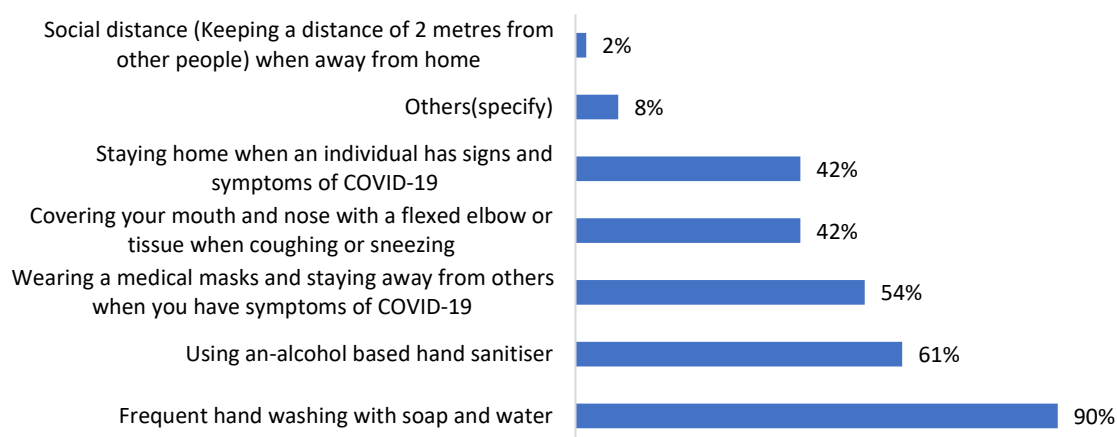 Social distance (Keeping a distance of 2 metres from
other people) when away from home
2%
Others(specify)
8%
Staying home when an individual has signs and
symptoms of COVID-19
42%
Covering your mouth and nose with a flexed elbow or
tissue when coughing or sneezing
42%
Wearing a medical masks and staying away from others
when you have symptoms of COVID-19
54%
Using an-alcohol based hand sanitiser
61%
Frequent hand washing with soap and water
90%